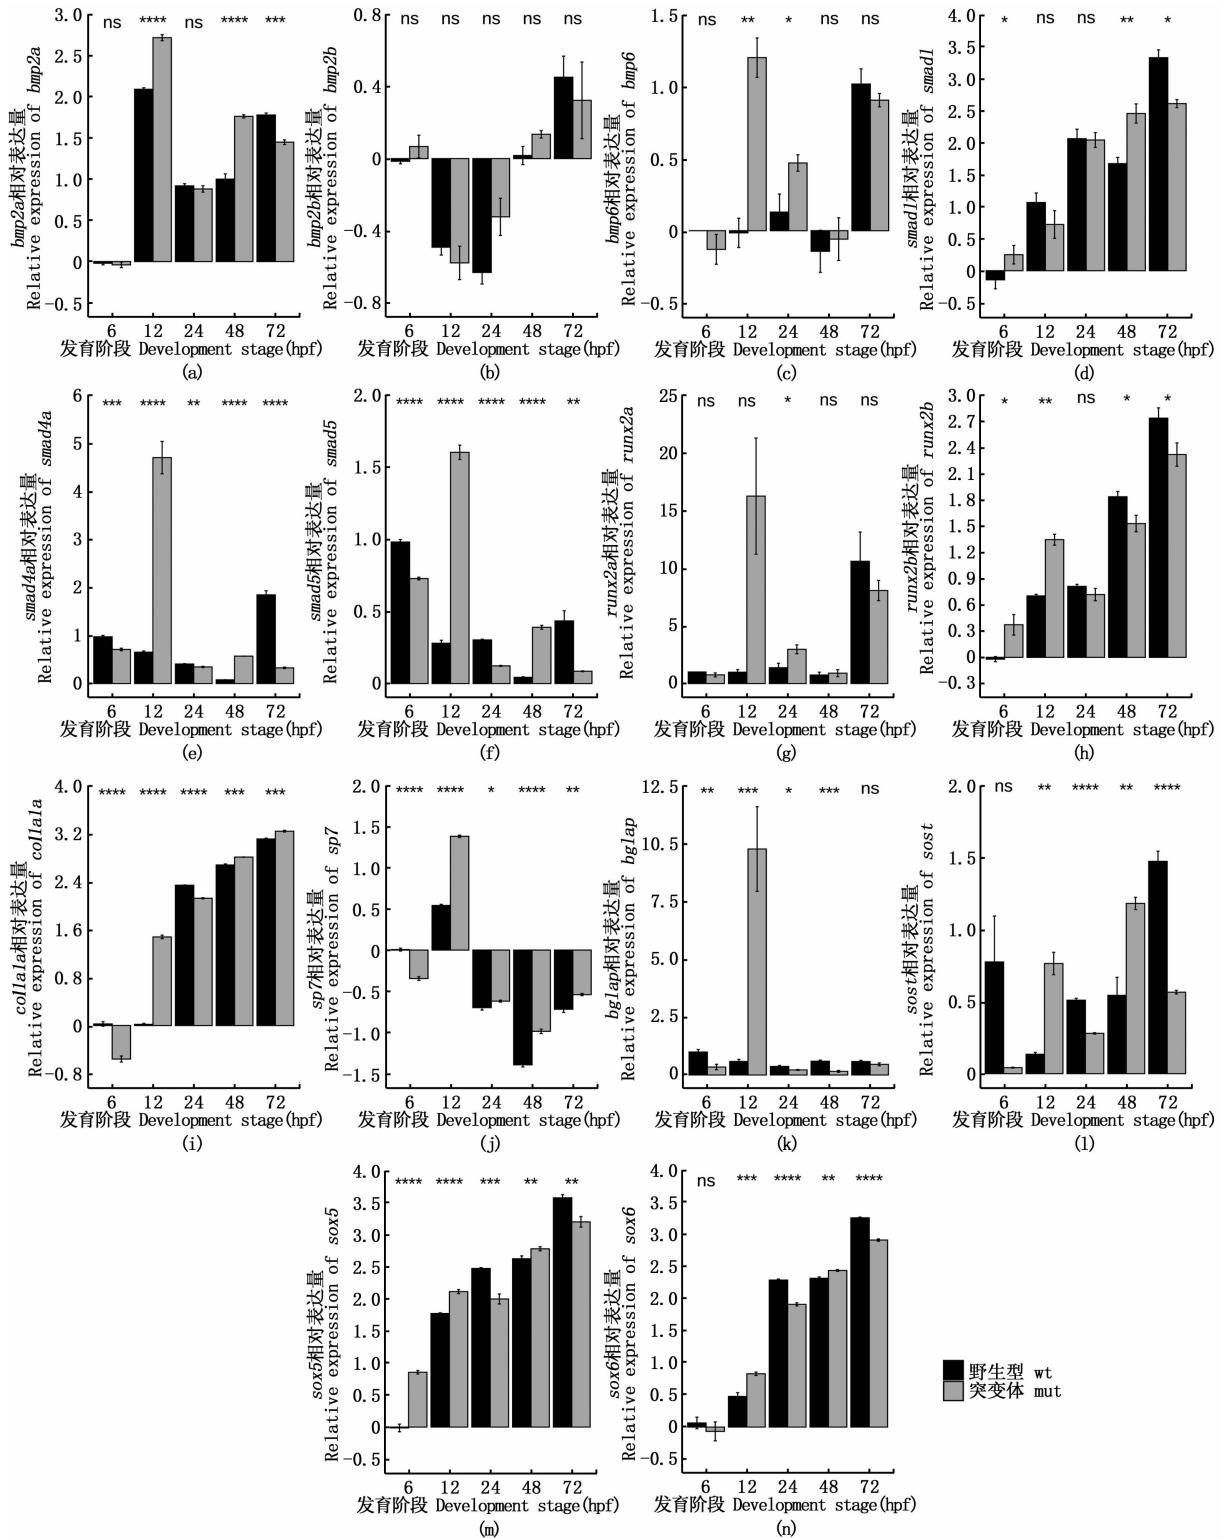 bmp2a相对表达量
Relative expression of bmp2a
3.0
2.5
2.0
1.5
1.0
0.5
0
−0.5
ns **** ns **** ***
6 12 24 48 72
发育阶段 Development stage(hpf)
(a)
bmp2b相对表达量
Relative expression of bmp2b
0.8
0.4
0
−0.4
−0.8
ns ns ns ns ns
6 12 24 48 72
发育阶段 Development stage(hpf)
(b)
bmp6相对表达量
Relative expression of bmp6
1.5
1.0
0.5
0
−0.5
ns ** * ns ns
6 12 24 48 72
发育阶段 Development stage(hpf)
(c)
smadl相对表达量
Relative expression of smadl
4.0
3.5
3.0
2.5
2.0
1.5
1.0
0.5
0
−0.5
* ns ns ** *
6 12 24 48 72
发育阶段 Development stage(hpf)
(d)
smad4a相对表达量
Relative expression of smad4a
6
5
4
3
2
1
0
*** **** ** **** ****
6 12 24 48 72
发育阶段 Development stage(hpf)
(e)
smad5相对表达量
Relative expression of smad5
2.0
1.5
1.0
0.5
0
**** **** **** **** **
6 12 24 48 72
发育阶段 Development stage(hpf)
(f)
runx2a相对表达量
Relative expression of runx2a
25
20
15
10
5
0
ns ns * ns ns
6 12 24 48 72
发育阶段 Development stage(hpf)
(g)
runx2b相对表达量
Relative expression of runx2b
3.0
2.7
2.4
2.1
1.8
1.5
1.2
0.9
0.6
0.3
0
−0.3
* ** ns * *
6 12 24 48 72
发育阶段 Development stage(hpf)
(h)
collala相对表达量
Relative expression of collala
4.0
3.2
2.4
1.6
0.8
0
−0.8
**** **** **** *** ***
6 12 24 48 72
发育阶段 Development stage(hpf)
(i)
sp7相对表达量
Relative expression of sp7
2.0
1.5
1.0
0.5
0
−0.5
−1.0
−1.5
**** **** * **** **
6 12 24 48 72
发育阶段 Development stage(hpf)
(j)
bglap相对表达量
Relative expression of bglap
12.5
10.5
7.5
5.0
2.5
0
** *** * *** ns
6 12 24 48 72
发育阶段 Development stage(hpf)
(k)
sost相对表达量
Relative expression of sost
2.0
1.5
1.0
0.5
0
ns ** **** ** ****
6 12 24 48 72
发育阶段 Development stage(hpf)
(l)
sox5相对表达量
Relative expression of sox5
4.0
3.5
3.0
2.5
2.0
1.5
1.0
0.5
0
−0.5
**** **** *** ** **
6 12 24 48 72
发育阶段 Development stage(hpf)
(m)
sox6相对表达量
Relative expression of sox6
4.0
3.5
3.0
2.5
2.0
1.5
1.0
0.5
0
−0.5
ns *** **** ** ****
6 12 24 48 72
发育阶段 Development stage(hpf)
(n)
野生型 wt
突变体 mut